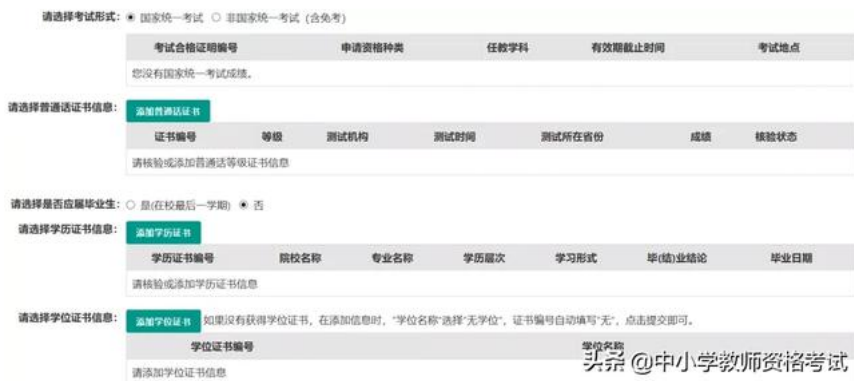 请选择考试形式： 国家统一考试 非国家统一考试（含免考）
考试合格证明编号 申请资格种类 任教学科 有效期截止时间 考试地点
您没有国家统一考试成绩。
请选择普通话证书信息： 添加普通话证书
证书编号 等级 测试机构 测试时间 测试所在省份 成绩 核验状态
请核验或添加普通话等级证书信息
请选择是否应届毕业生： 是(在校最后一学期) 否
请选择学历证书信息： 添加学历证书
学历证书编号 院校名称 专业名称 学历层次 学习形式 毕(结)业结论 毕业日期
请核验或添加学历证书信息
请选择学位证书信息： 添加学位证书 如果没有获得学位证书，在添加信息时，"学位名称"选择"无学位"，证书编号自动填写"无"，点击提交即可。
学位证书编号 学位名称
请添加学位证书信息
头条 @中小学教师资格考试